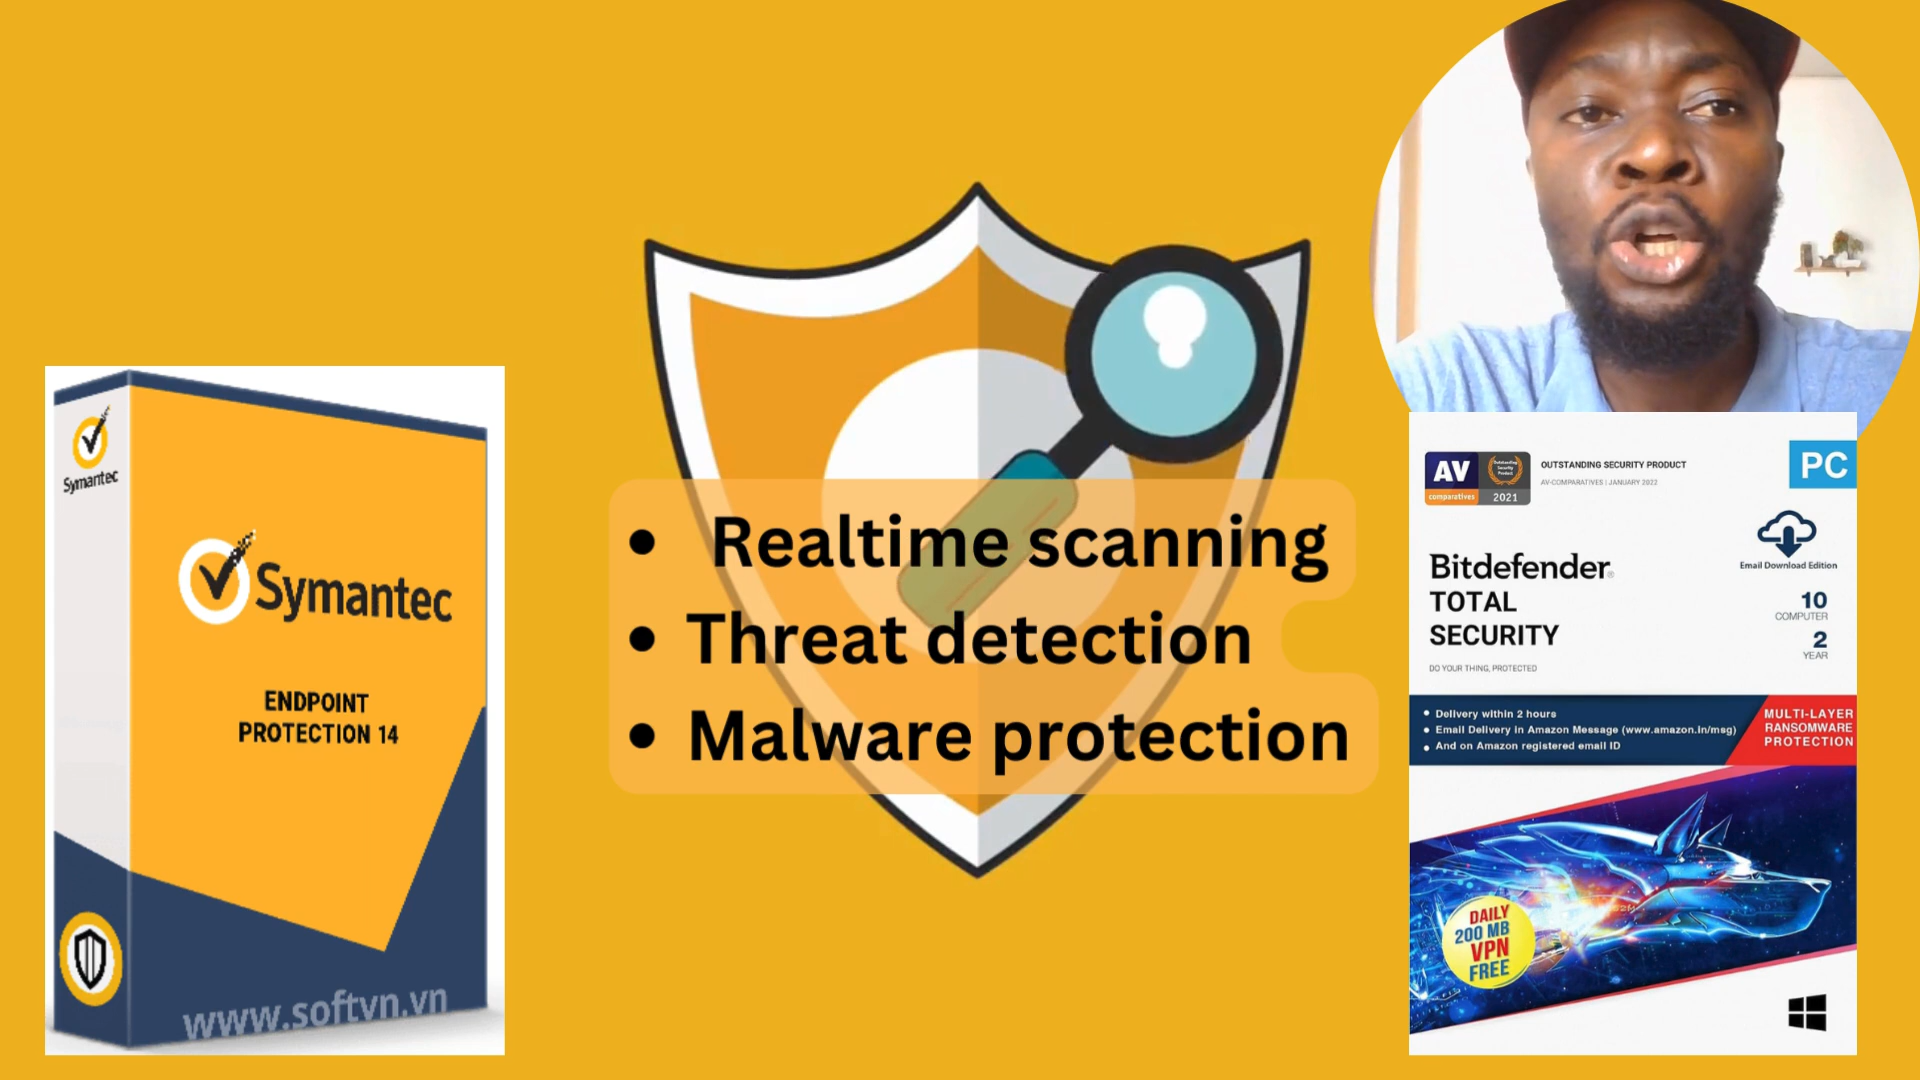 Symantec
Symantec
ENDPOINT
PROTECTION 14
www.softvn.vn
• Realtime scanning
• Threat detection
• Malware protection
AV
comparatives
Outstanding
Security
Product
2021
OUTSTANDING SECURITY PRODUCT
AV-COMPARATIVES | JANUARY 2022
PC
Email Download Edition
Bitdefender
TOTAL
SECURITY
10
COMPUTER
2
YEAR
DO YOUR THING, PROTECTED
• Delivery within 2 hours
• Email Delivery in Amazon Message (www.amazon.in/msg)
• And on Amazon registered email ID
MULTI-LAYER
RANSOMWARE
PROTECTION
DAILY
200 MB
VPN
FREE